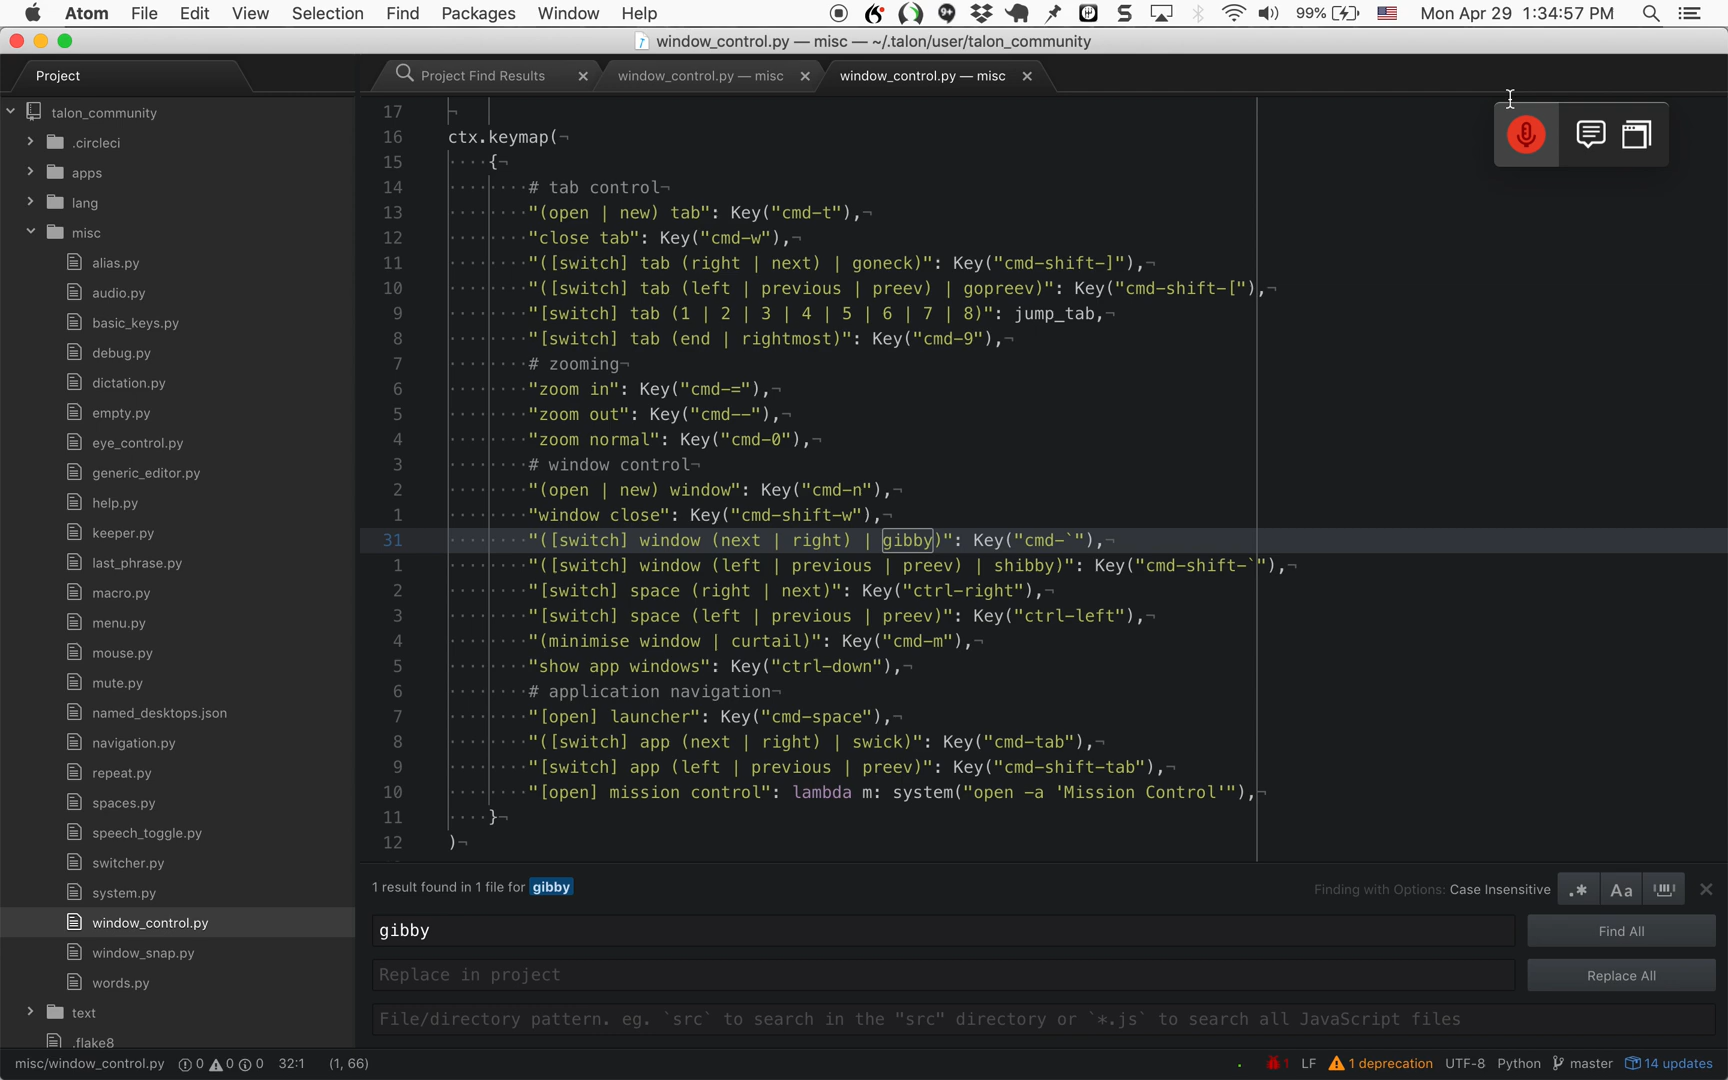 Atom File Edit View Selection Find Packages Window Help 99% Mon Apr 29 1:34:57 PM
window_control.py — misc — ~/.talon/user/talon_community
Project
Project Find Results
window_control.py — misc
window_control.py — misc
talon_community
.circleci
apps
lang
misc
alias.py
audio.py
basic_keys.py
debug.py
dictation.py
empty.py
eye_control.py
generic_editor.py
help.py
keeper.py
last_phrase.py
macro.py
menu.py
mouse.py
mute.py
named_desktops.json
navigation.py
repeat.py
spaces.py
speech_toggle.py
switcher.py
system.py
window_control.py
window_snap.py
words.py
text
.flake8
17 ¬
16 ctx.keymap(¬
15 ····{¬
14 ········# tab control¬
13 ········"(open | new) tab": Key("cmd-t"),¬
12 ········"close tab": Key("cmd-w"),¬
11 ········"([switch] tab (right | next) | goneck)": Key("cmd-shift-]"),¬
10 ········"([switch] tab (left | previous | preev) | gopreev)": Key("cmd-shift-["),¬
9 ········"[switch] tab (1 | 2 | 3 | 4 | 5 | 6 | 7 | 8)": jump_tab,¬
8 ········"[switch] tab (end | rightmost)": Key("cmd-9"),¬
7 ········# zooming¬
6 ········"zoom in": Key("cmd-="),¬
5 ········"zoom out": Key("cmd--"),¬
4 ········"zoom normal": Key("cmd-0"),¬
3 ········# window control¬
2 ········"(open | new) window": Key("cmd-n"),¬
1 ········"window close": Key("cmd-shift-w"),¬
31 ········"([switch] window (next | right) | gibby)": Key("cmd-`"),¬
1 ········"([switch] window (left | previous | preev) | shibby)": Key("cmd-shift-`"),¬
2 ········"[switch] space (right | next)": Key("ctrl-right"),¬
3 ········"[switch] space (left | previous | preev)": Key("ctrl-left"),¬
4 ········"(minimise window | curtail)": Key("cmd-m"),¬
5 ········"show app windows": Key("ctrl-down"),¬
6 ········# application navigation¬
7 ········"[open] launcher": Key("cmd-space"),¬
8 ········"([switch] app (next | right) | swick)": Key("cmd-tab"),¬
9 ········"[switch] app (left | previous | preev)": Key("cmd-shift-tab"),¬
10 ········"[open] mission control": lambda m: system("open -a 'Mission Control'"),¬
11 ····}¬
12 )¬
1 result found in 1 file for gibby
Finding with Options: Case Insensitive .* Aa
gibby
Find All
Replace in project
Replace All
File/directory pattern. eg. `src` to search in the "src" directory or `*.js` to search all JavaScript files
misc/window_control.py 0 0 0 32:1 (1, 66) 1 LF 1 deprecation UTF-8 Python master 14 updates